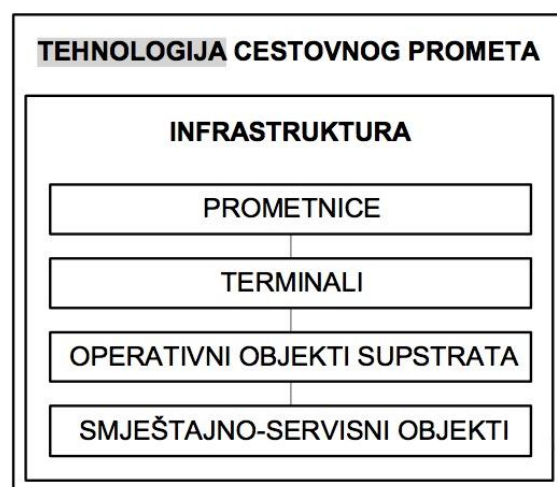 TEHNOLOGIJA CESTOVNOG PROMETA
INFRASTRUKTURA
PROMETNICE
TERMINALI
OPERATIVNI OBJEKTI SUPSTRATA
SMJEŠTAJNO-SERVISNI OBJEKTI